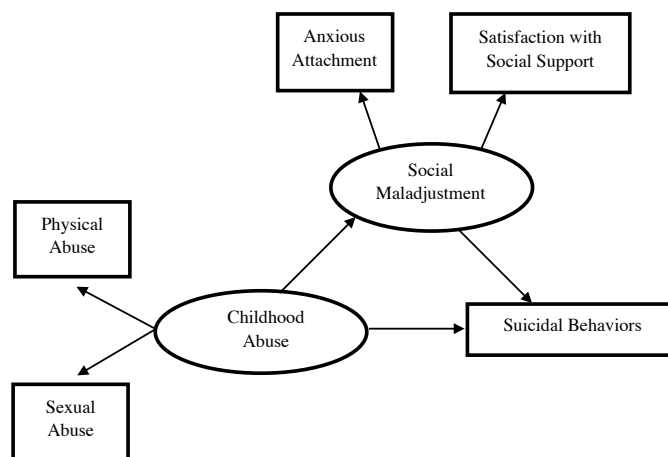 Anxious
Attachment
Satisfaction with
Social Support
Social
Maladjustment
Physical
Abuse
Childhood
Abuse
Suicidal Behaviors
Sexual
Abuse